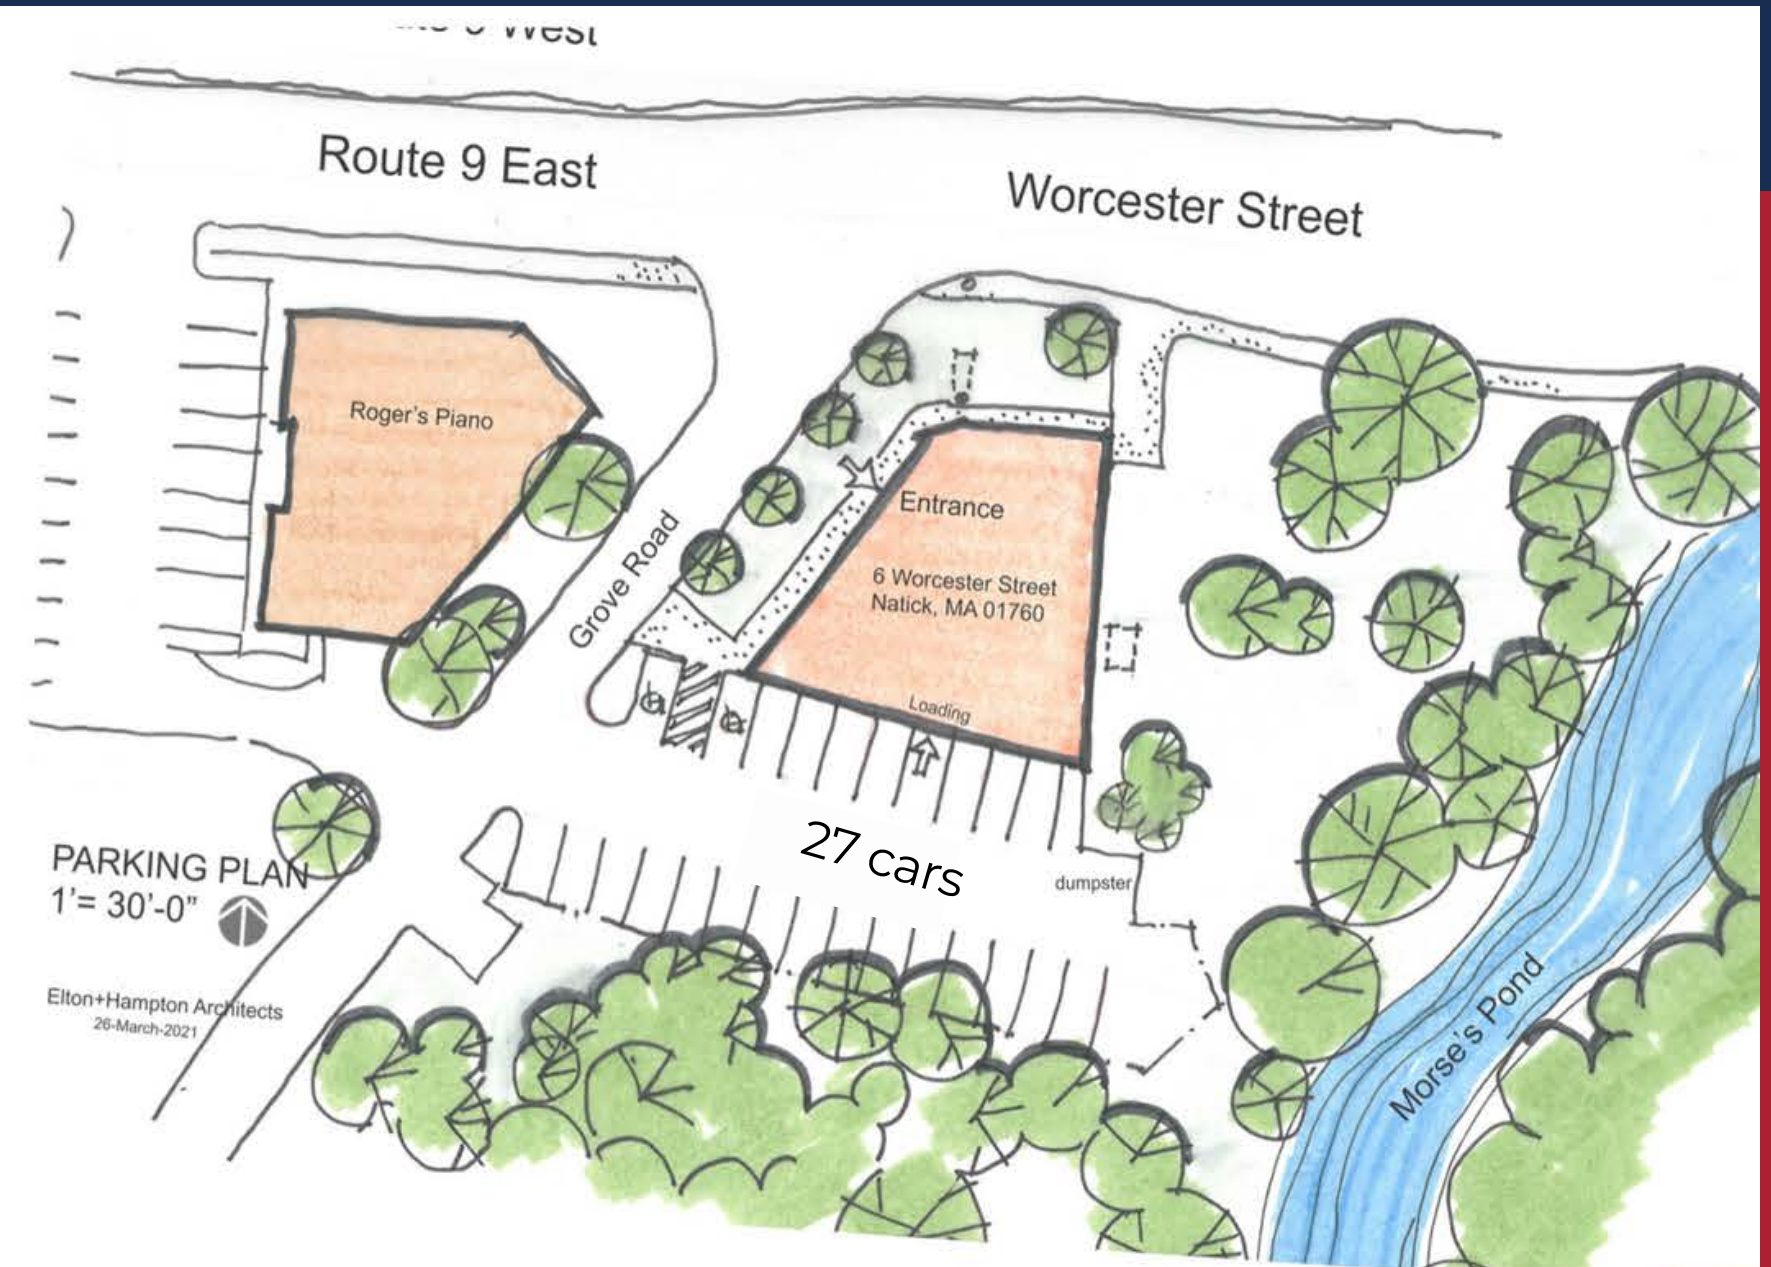 West
Route 9 East
Worcester Street
Roger's Piano
Entrance
Grove Road
6 Worcester Street
Natick, MA 01760
Loading
27 cars
dumpster
PARKING PLAN
1'= 30'-0"
Elton+Hampton Architects
26-March-2021
Morse's Pond